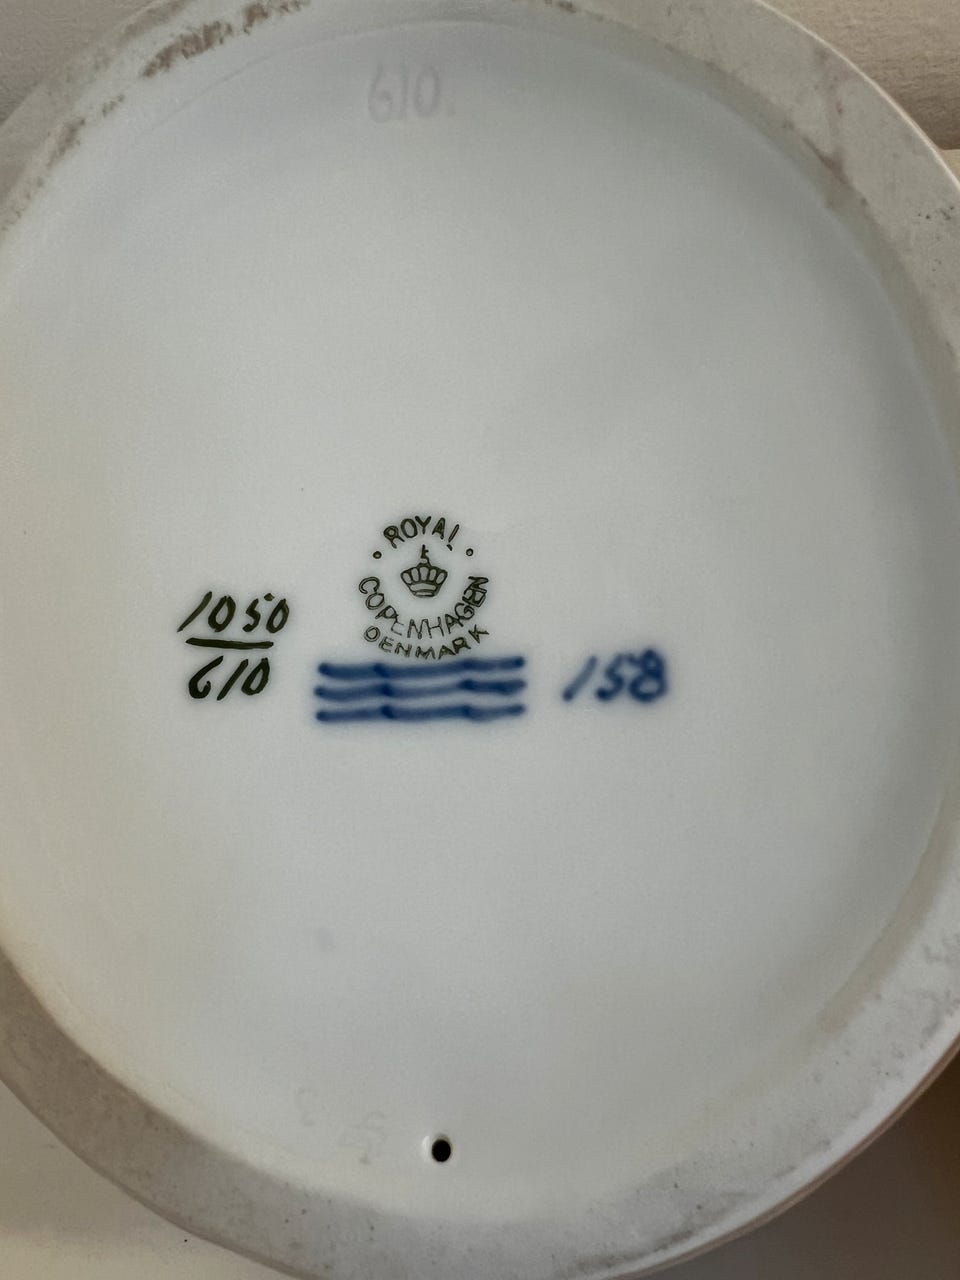 610.
ROYAL
COPENHAGEN
DENMARK
1050
610
158